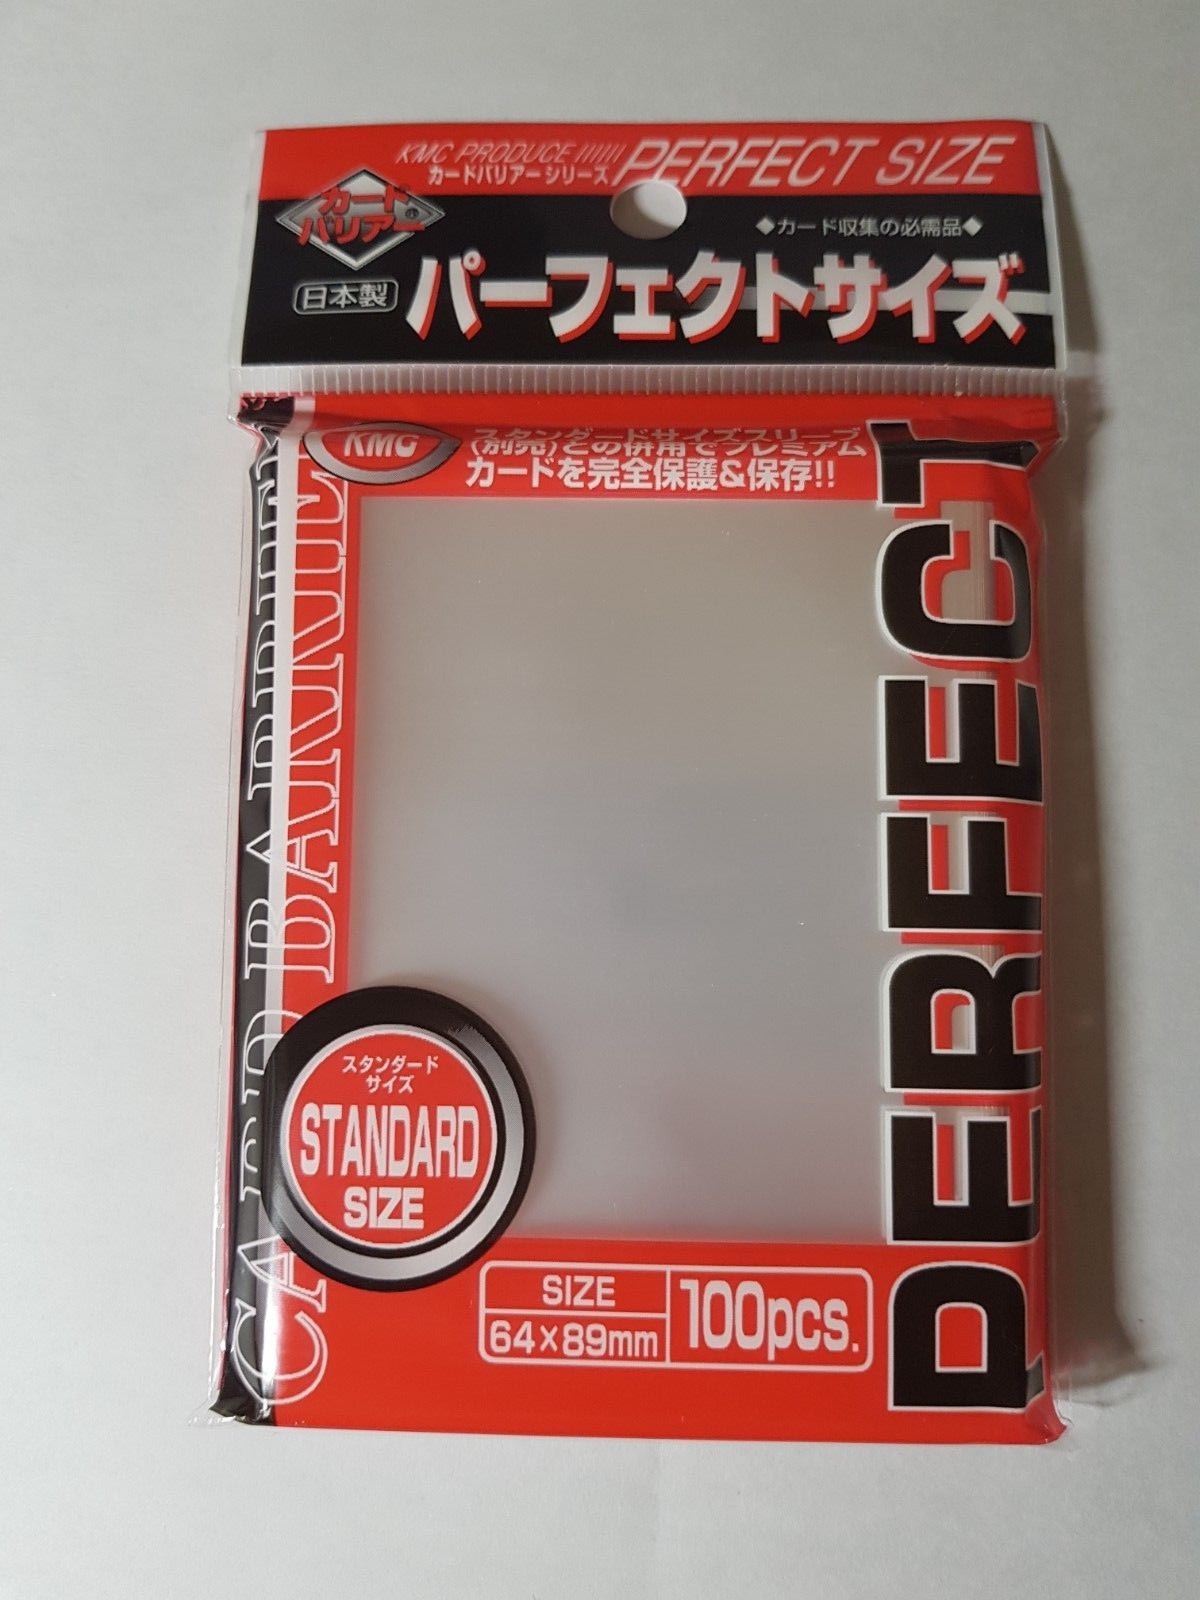 KMC PRODUCE ////// PERFECT SIZE
カードバリアーシリーズ
カード
バリアー®
◆カード収集の必需品◆
日本製
パーフェクトサイズ
KMC
スタンダードサイズスリーブ
(別売)との併用でプレミアム
カードを完全保護&保存!!
CARD BARRIER
PERFECT
スタンダード
サイズ
STANDARD
SIZE
SIZE
64×89mm
100pcs.